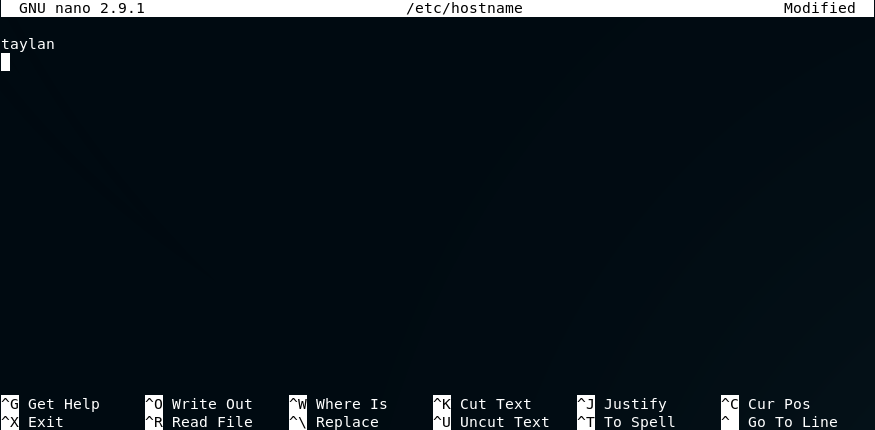 GNU nano 2.9.1 /etc/hostname Modified
taylan
^G Get Help ^O Write Out ^W Where Is ^K Cut Text ^J Justify ^C Cur Pos
^X Exit ^R Read File ^\ Replace ^U Uncut Text ^T To Spell ^ Go To Line